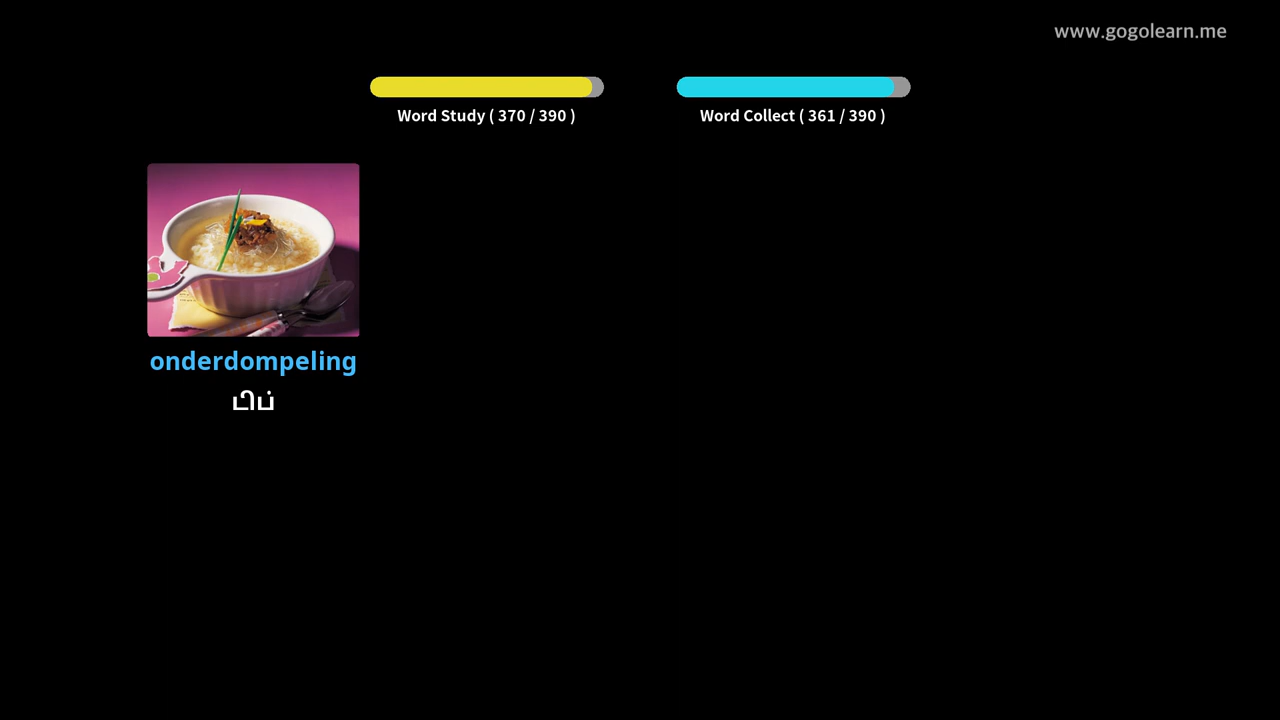 www.gogolearn.me
Word Study ( 370 / 390 )
Word Collect ( 361 / 390 )
onderdompeling
பிப்